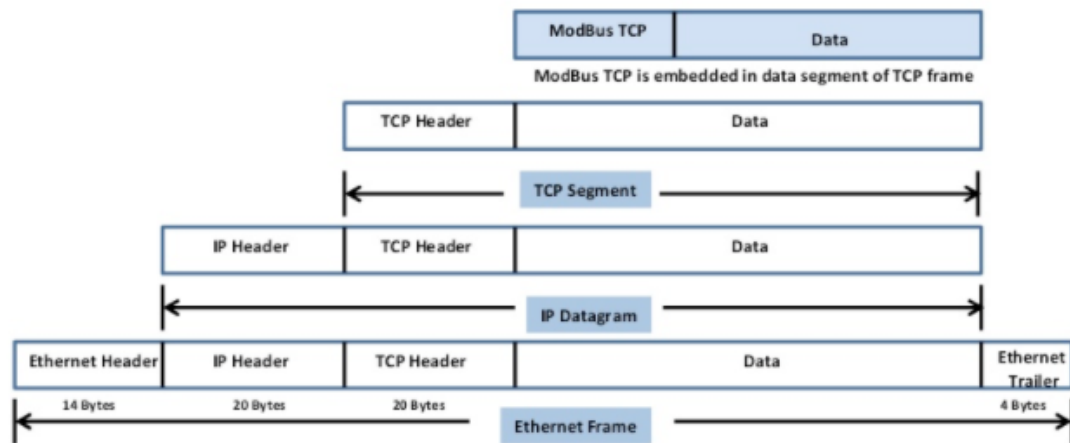 ModBus TCP Data
ModBus TCP is embedded in data segment of TCP frame
TCP Header Data
TCP Segment
IP Header TCP Header Data
IP Datagram
Ethernet Header IP Header TCP Header Data Ethernet Trailer
14 Bytes 20 Bytes 20 Bytes 4 Bytes
Ethernet Frame